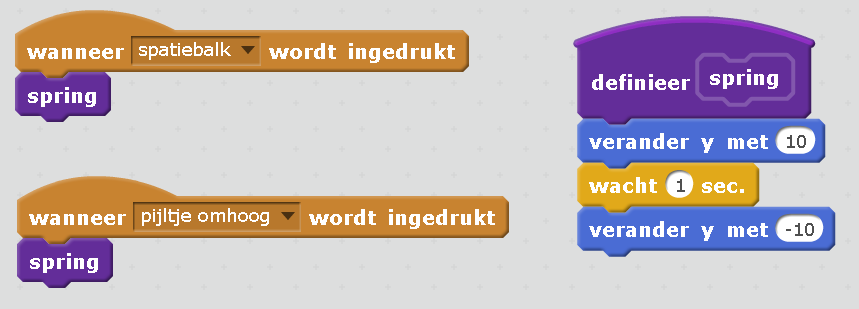 wanneer spatiebalk wordt ingedrukt
spring
wanneer pijltje omhoog wordt ingedrukt
spring
definieer spring
verander y met 10
wacht 1 sec.
verander y met -10